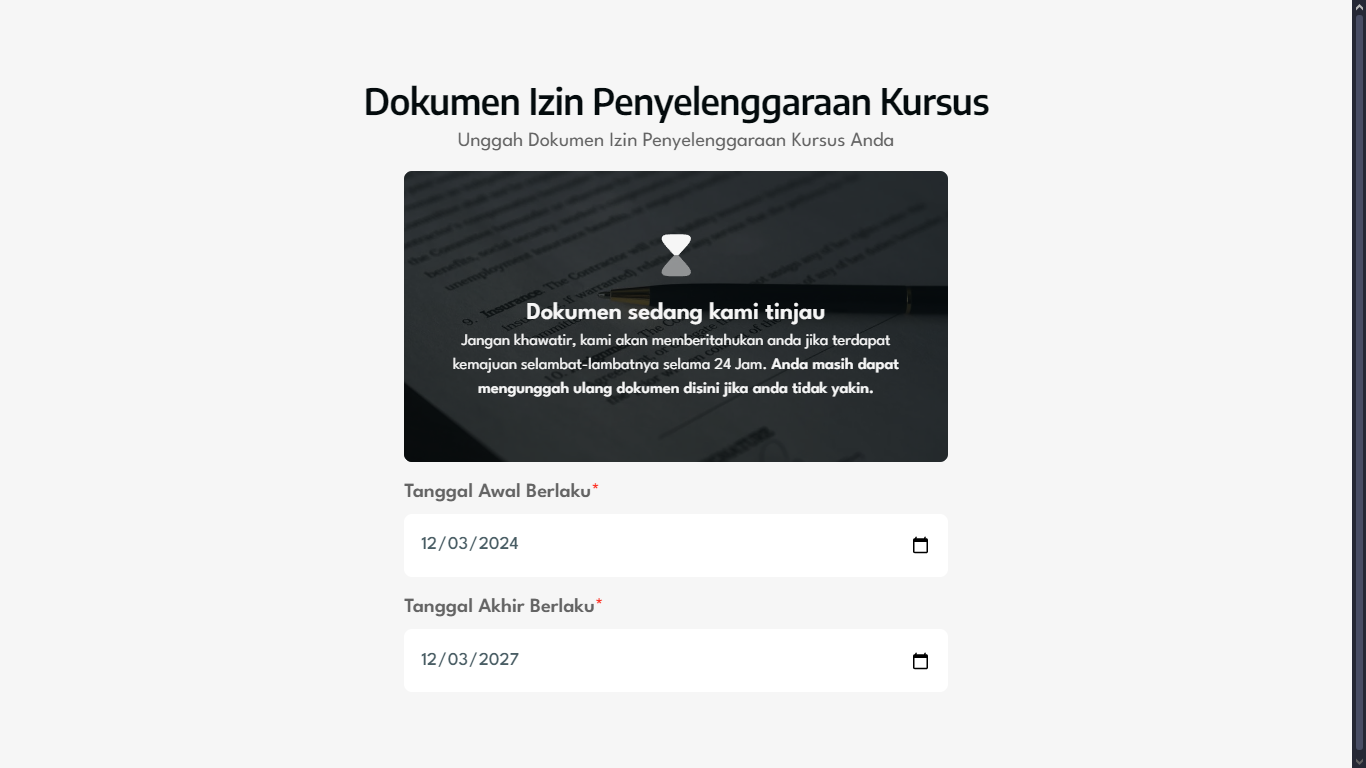 Dokumen Izin Penyelenggaraan Kursus
Unggah Dokumen Izin Penyelenggaraan Kursus Anda
Dokumen sedang kami tinjau
Jangan khawatir, kami akan memberitahukan anda jika terdapat
kemajuan selambat-lambatnya selama 24 Jam. Anda masih dapat
mengunggah ulang dokumen disini jika anda tidak yakin.
Tanggal Awal Berlaku*
12/03/2024
Tanggal Akhir Berlaku*
12/03/2027